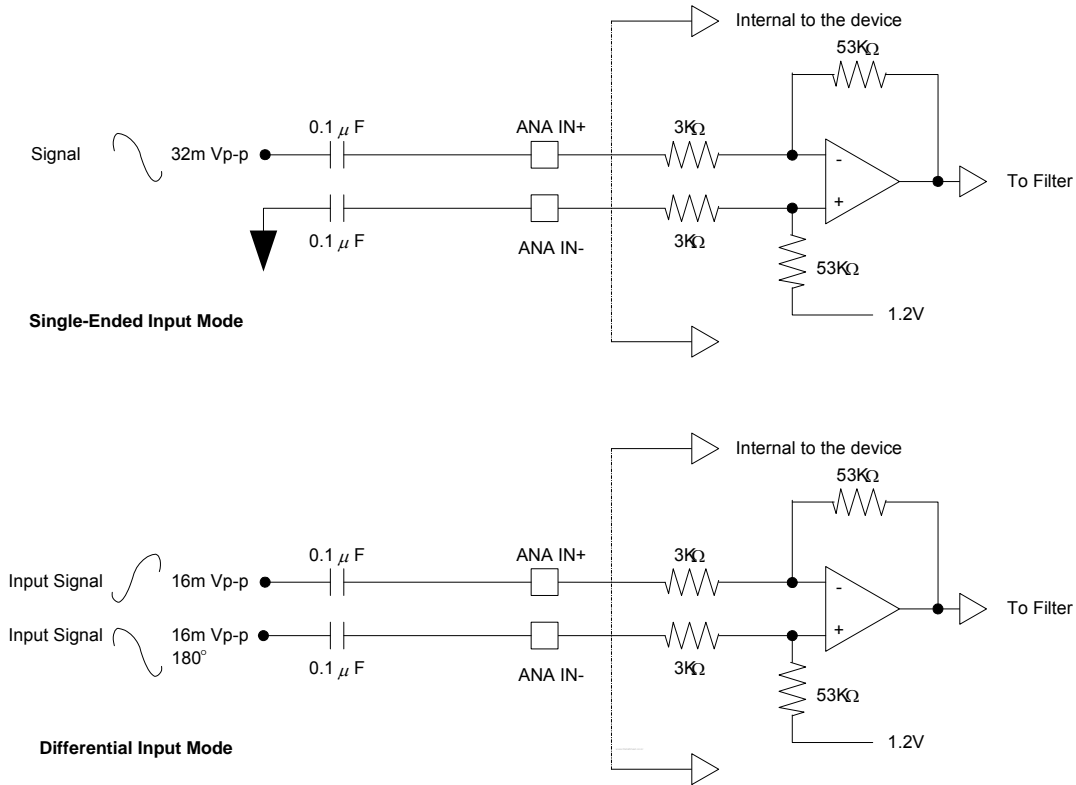 Internal to the device
53KΩ
0.1 μ F
ANA IN+
3KΩ
Signal
32m Vp-p
-
To Filter
+
0.1 μ F
ANA IN-
3KΩ
53KΩ
1.2V
Single-Ended Input Mode
Internal to the device
53KΩ
0.1 μ F
ANA IN+
3KΩ
Input Signal
16m Vp-p
-
To Filter
Input Signal
16m Vp-p
180°
+
0.1 μ F
ANA IN-
3KΩ
53KΩ
1.2V
Differential Input Mode